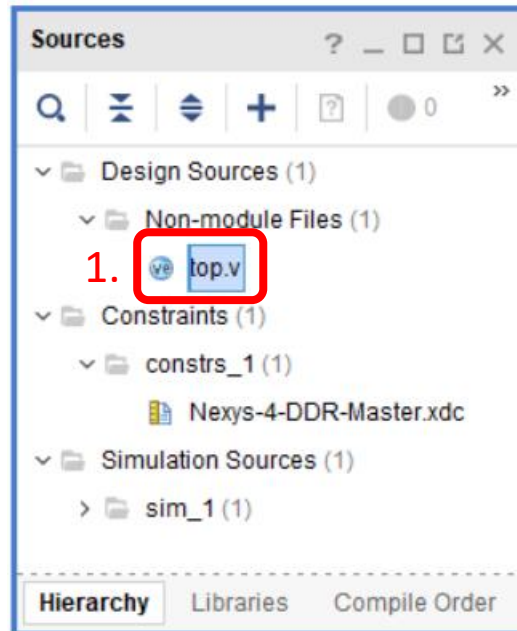 Sources
?
0
»
Design Sources (1)
Non-module Files (1)
1.
ve top.v
Constraints (1)
constrs_1 (1)
Nexys-4-DDR-Master.xdc
Simulation Sources (1)
sim_1 (1)
Hierarchy Libraries Compile Order